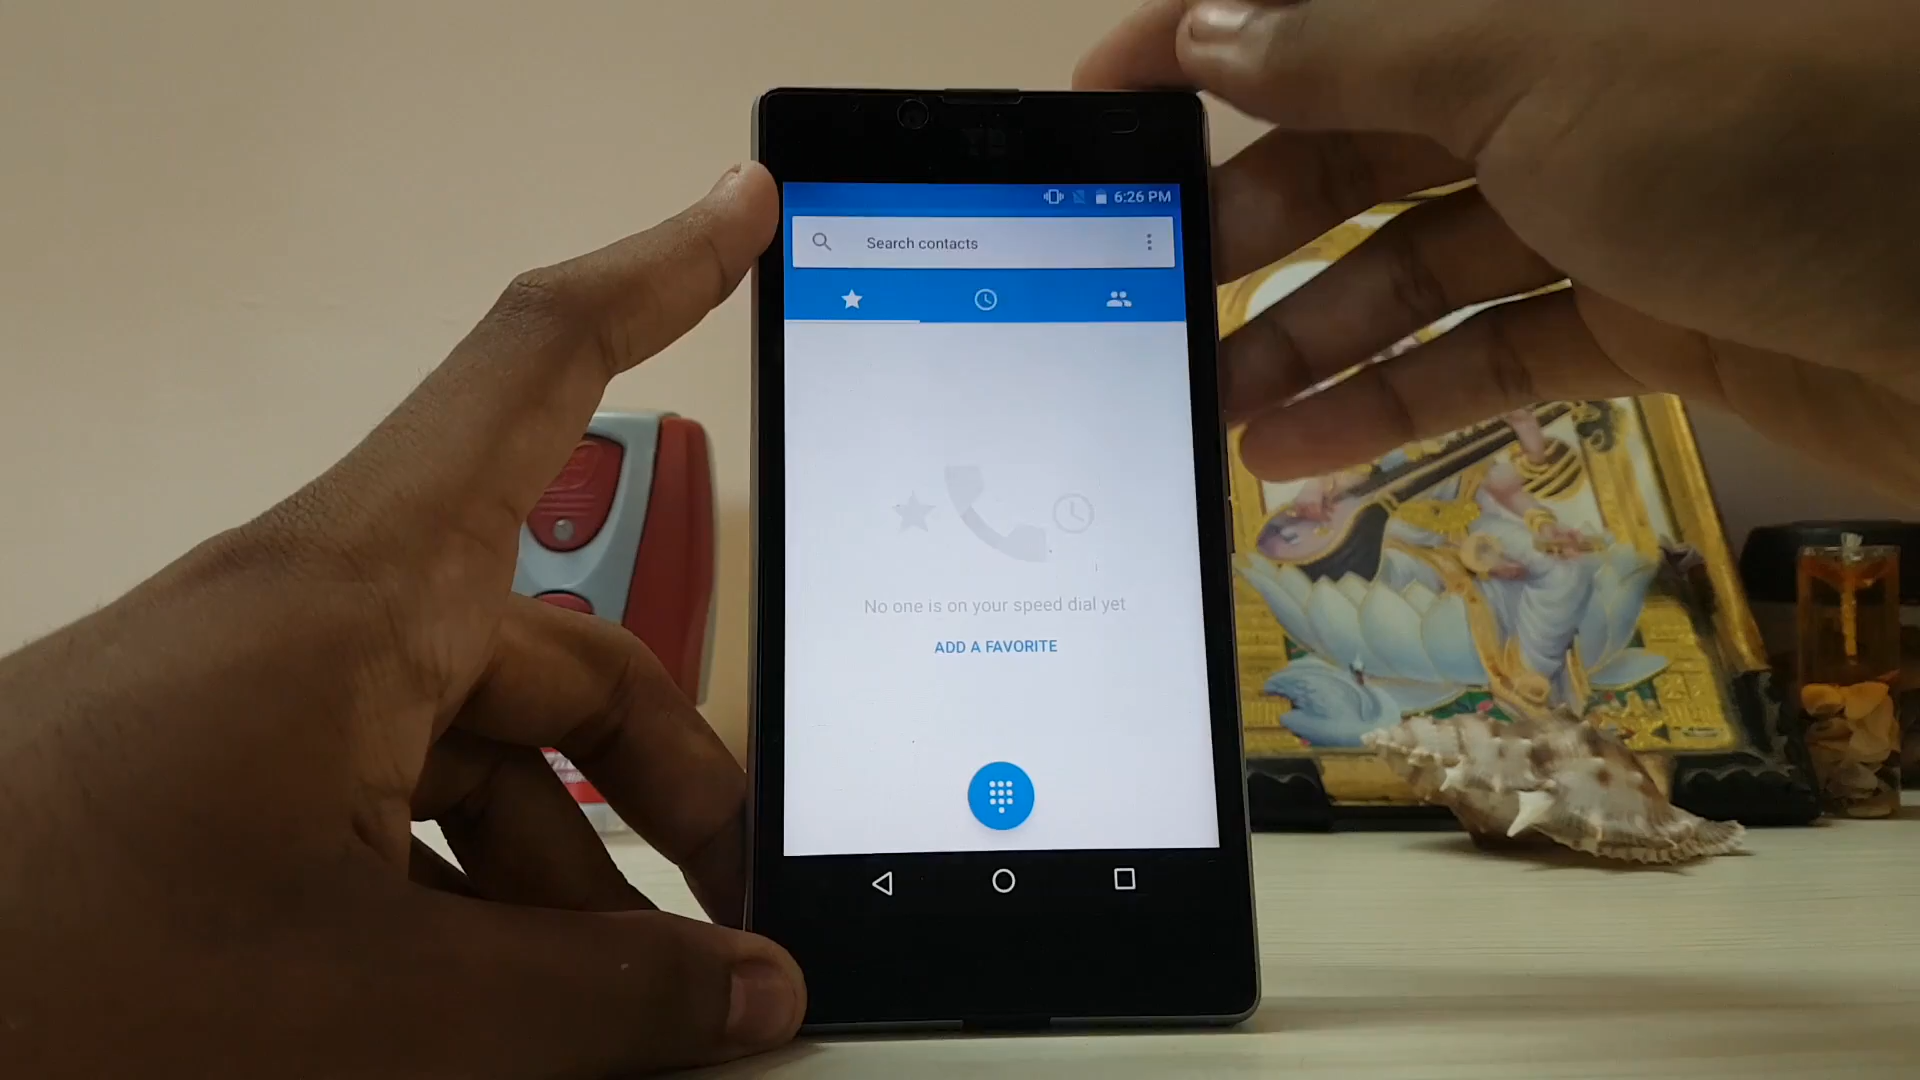 6:26 PM
Search contacts
No one is on your speed dial yet
ADD A FAVORITE